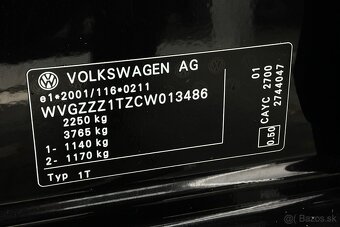 VOLKSWAGEN AG
e1*2001/116*0211
WVGZZZ1TZCW013486
2250 kg
3765 kg
1- 1140 kg
2- 1170 kg
Typ 1T
01
CAYC 2700
0.50 2744047
Bazos.sk